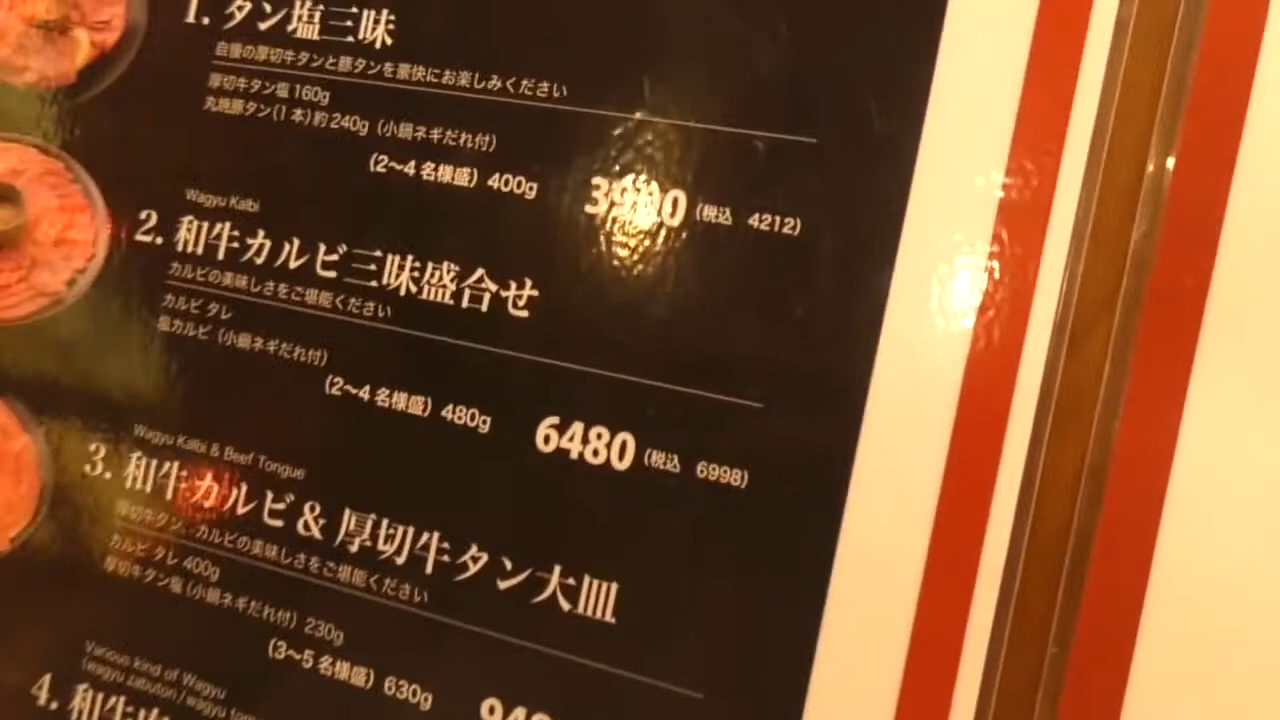 1. タン塩三昧
自慢の厚切牛タンと豚タンを豪快にお楽しみください
厚切牛タン塩 160g
丸焼豚タン(1本)約240g（小鍋ネギだれ付）
（2〜4 名様盛）400g (税込 4212)
Wagyu Kalbi
2. 和牛カルビ三昧盛合せ
カルビの美味しさをご堪能ください
カルビ タレ
塩カルビ（小鍋ネギだれ付）
（2〜4 名様盛）480g 6480 (税込 6998)
Wagyu Kalbi & Beef Tongue
3. 和牛カルビ & 厚切牛タン大皿
厚切牛タン、カルビの美味しさをご堪能ください
カルビ タレ 400g
厚切牛タン塩（小鍋ネギだれ付）230g
（3〜5 名様盛）630g
Various kind of Wagyu
4. 和牛